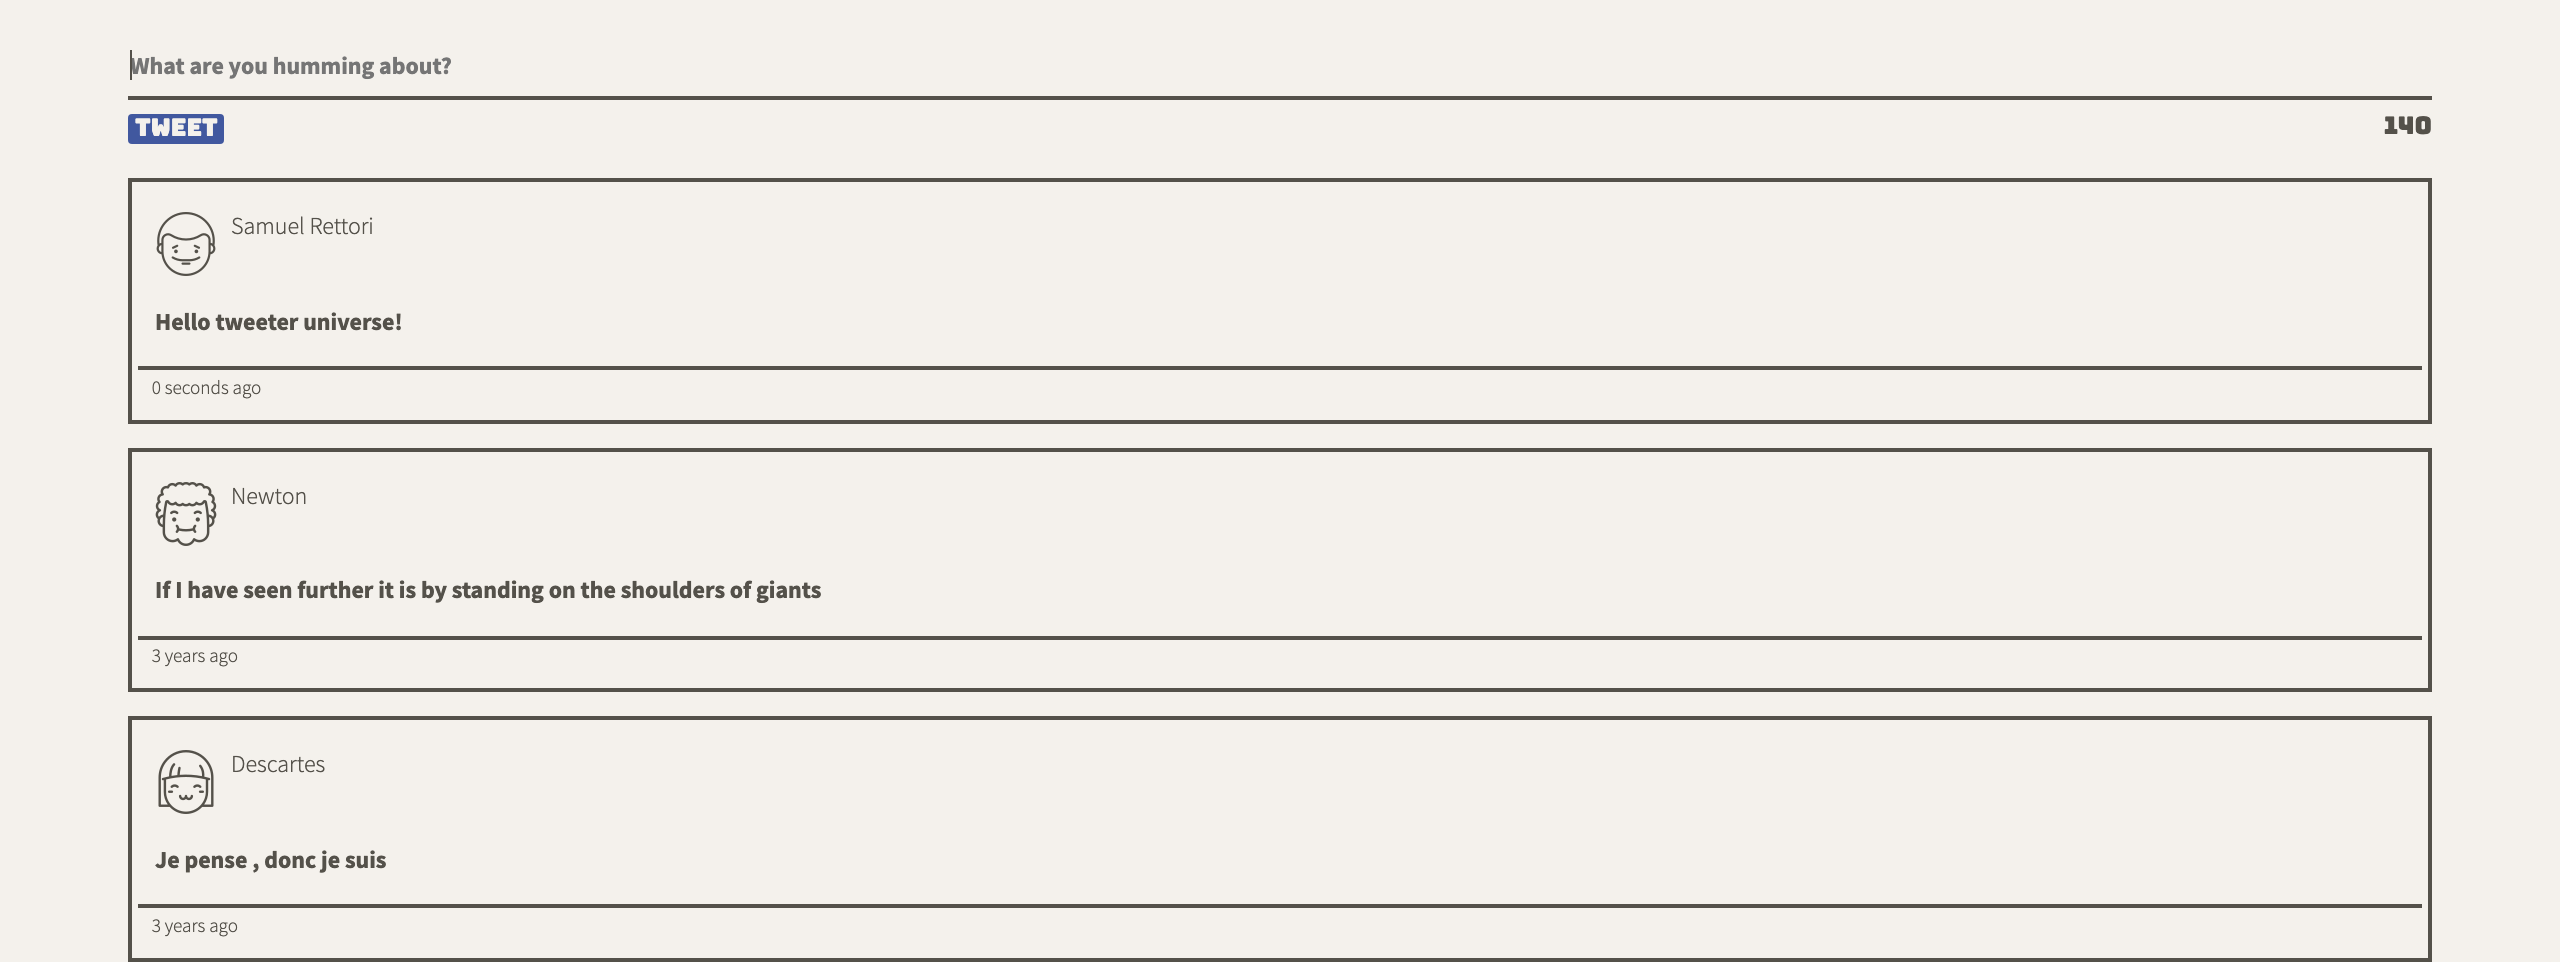 What are you humming about?
TWEET
140
Samuel Rettori
Hello tweeter universe!
0 seconds ago
Newton
If I have seen further it is by standing on the shoulders of giants
3 years ago
Descartes
Je pense , donc je suis
3 years ago